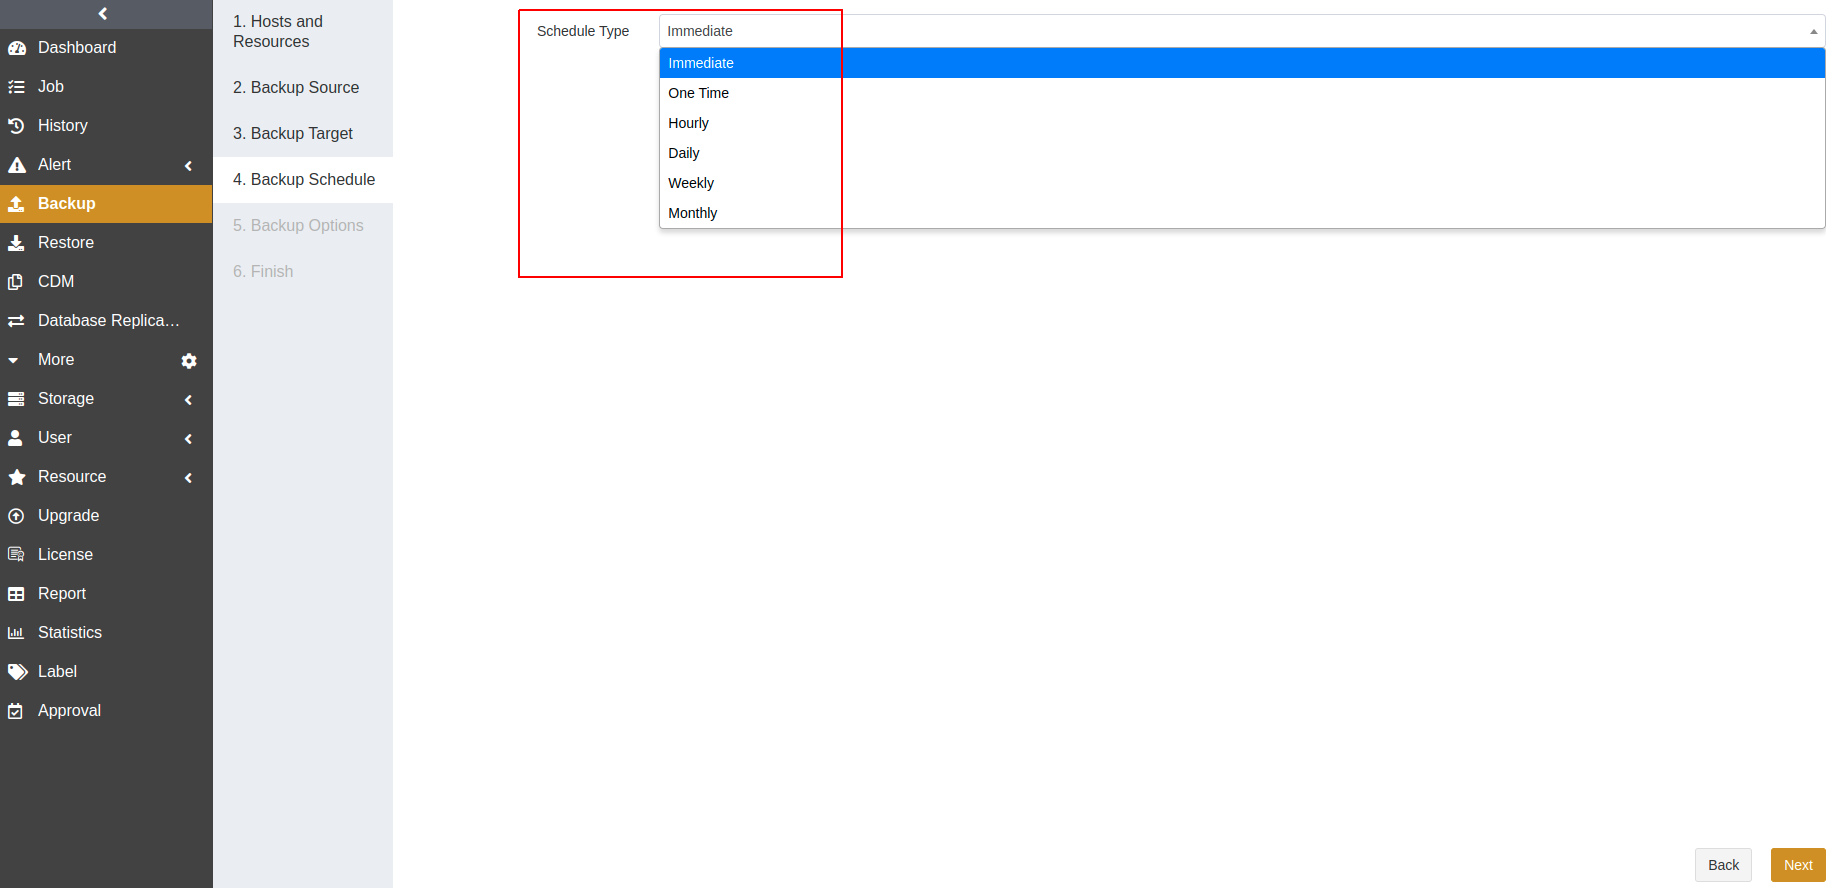 Dashboard
Job
History
Alert
Backup
Restore
CDM
Database Replica…
More
Storage
User
Resource
Upgrade
License
Report
Statistics
Label
Approval
1. Hosts and
Resources
2. Backup Source
3. Backup Target
4. Backup Schedule
5. Backup Options
6. Finish
Schedule Type
Immediate
Immediate
One Time
Hourly
Daily
Weekly
Monthly
Back
Next